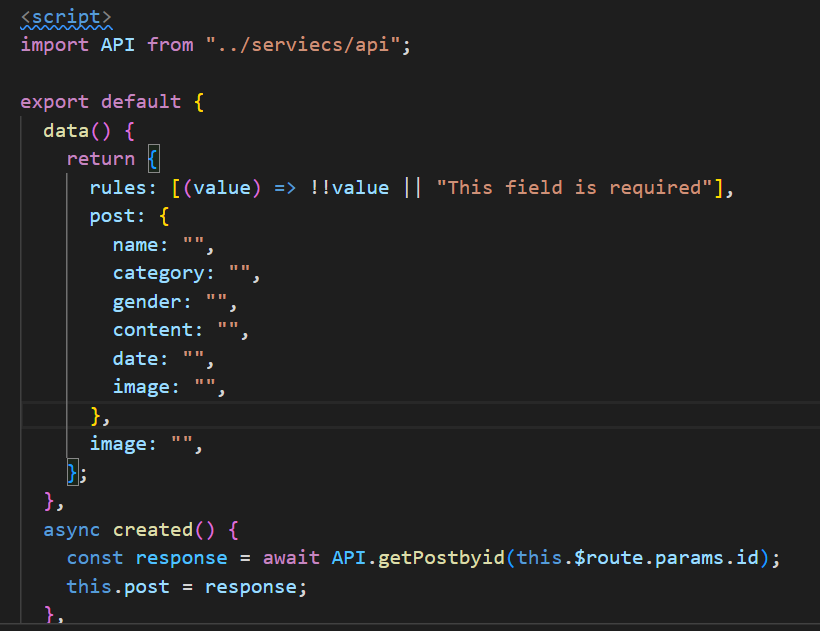 <script>
import API from "../serviecs/api";
export default {
data() {
return {
rules: [(value) => !!value || "This field is required"],
post: {
name: "",
category: "",
gender: "",
content: "",
date: "",
image: "",
},
image: "",
};
},
async created() {
const response = await API.getPostbyid(this.$route.params.id);
this.post = response;
},